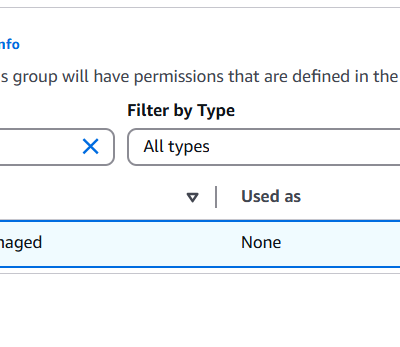 nfo
s group will have permissions that are defined in the
Filter by Type
All types
Used as
naged
None